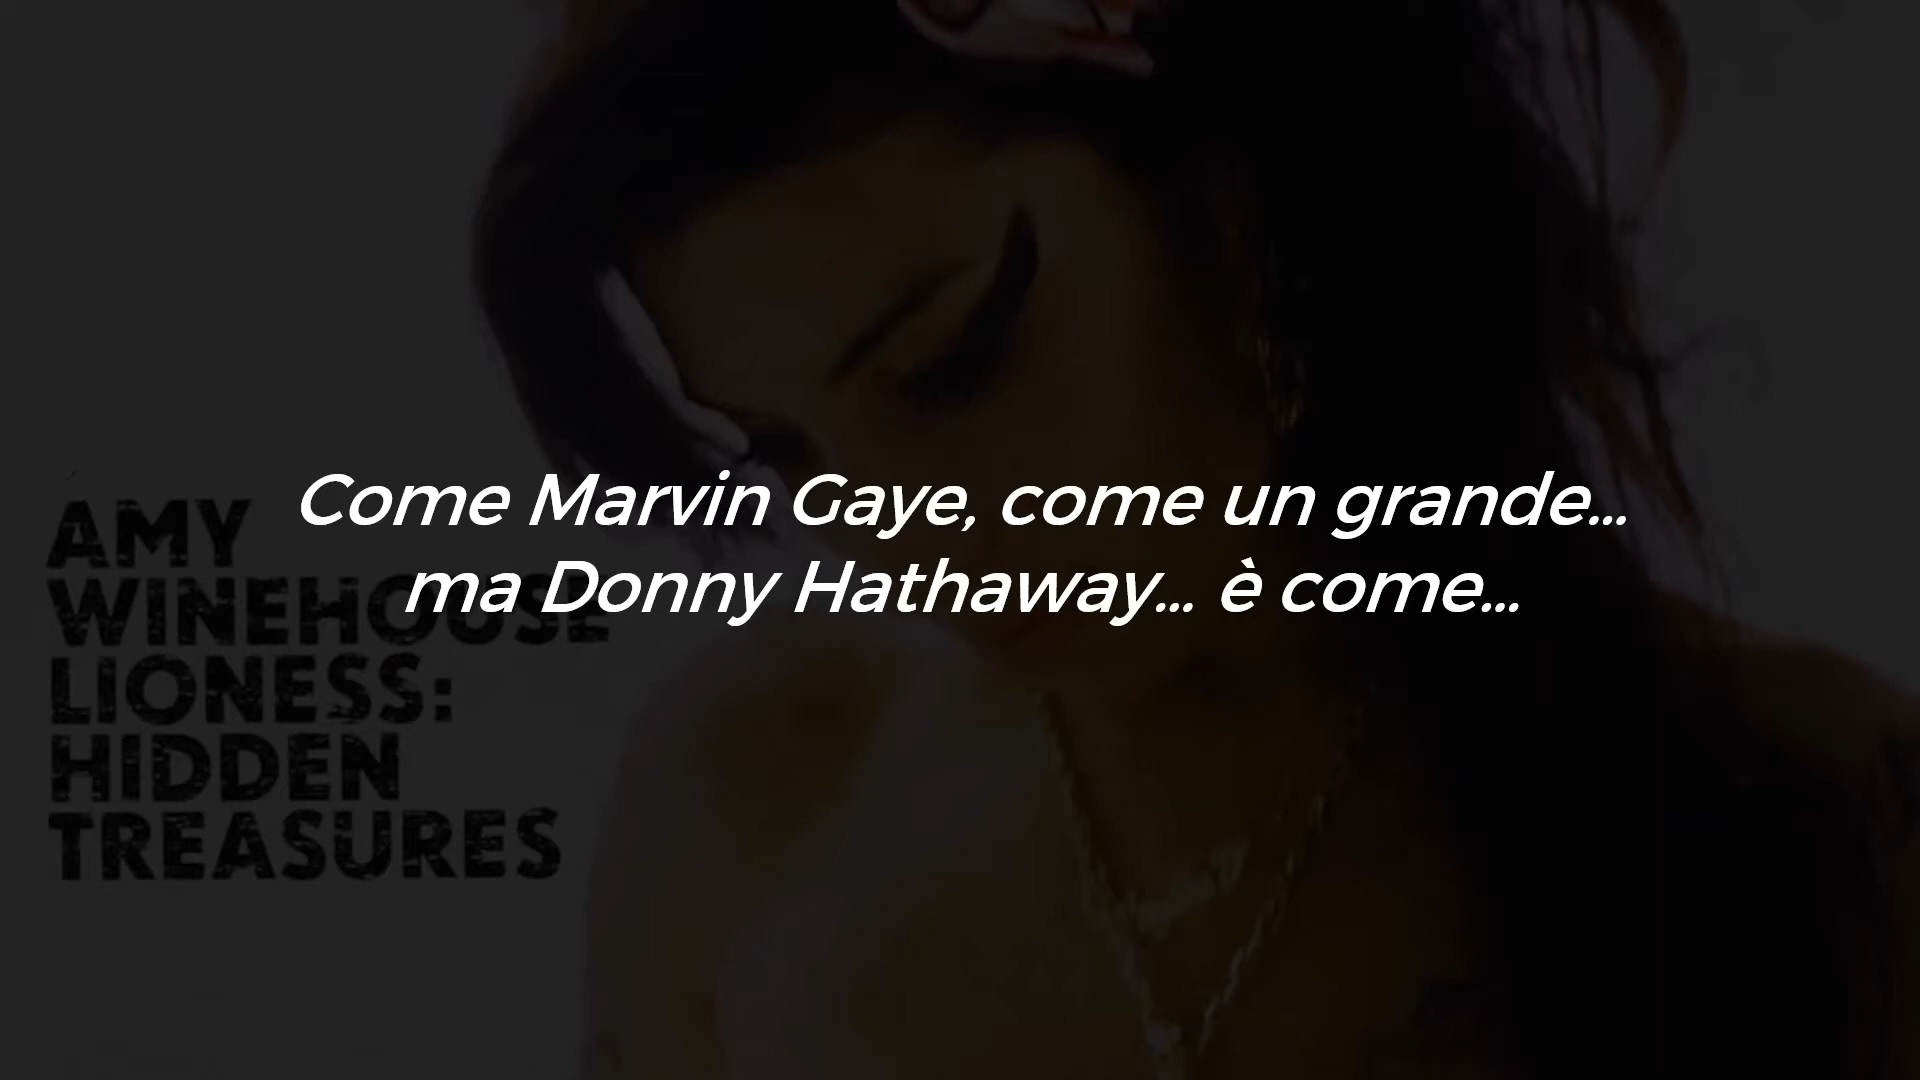 Come Marvin Gaye, come un grande...
ma Donny Hathaway... è come...
AMY
WINEHOUSE
LIONESS:
HIDDEN
TREASURES